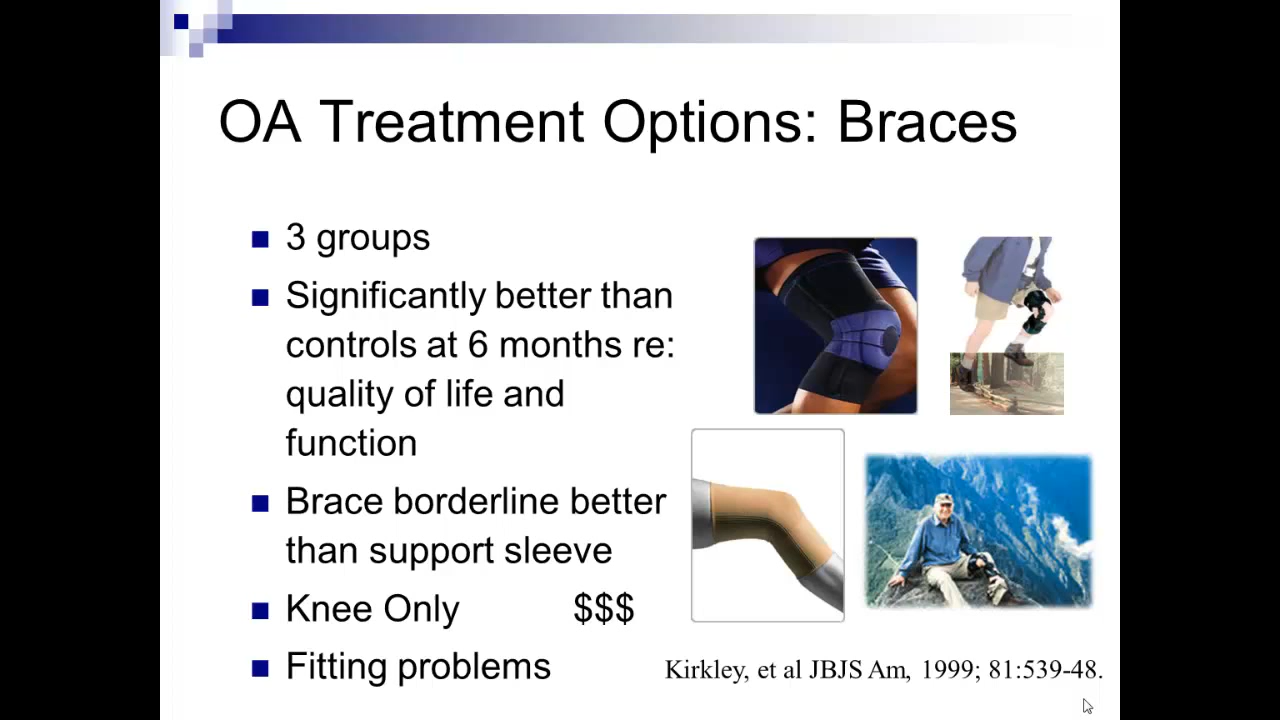 OA Treatment Options: Braces
3 groups
Significantly better than
controls at 6 months re:
quality of life and
function
Brace borderline better
than support sleeve
Knee Only $$$
Fitting problems
Kirkley, et al JBJS Am, 1999; 81:539-48.